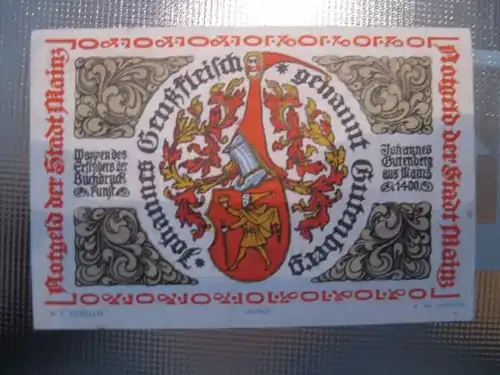 Notgeld der Stadt Mainz
Johannes Gensfleisch genannt Gutenberg
Wappen des
Erfinders der
Buchdruck
Kunst
Johannes
Gutenberg
aus Mainz
1400.
Notgeld der Stadt Mainz